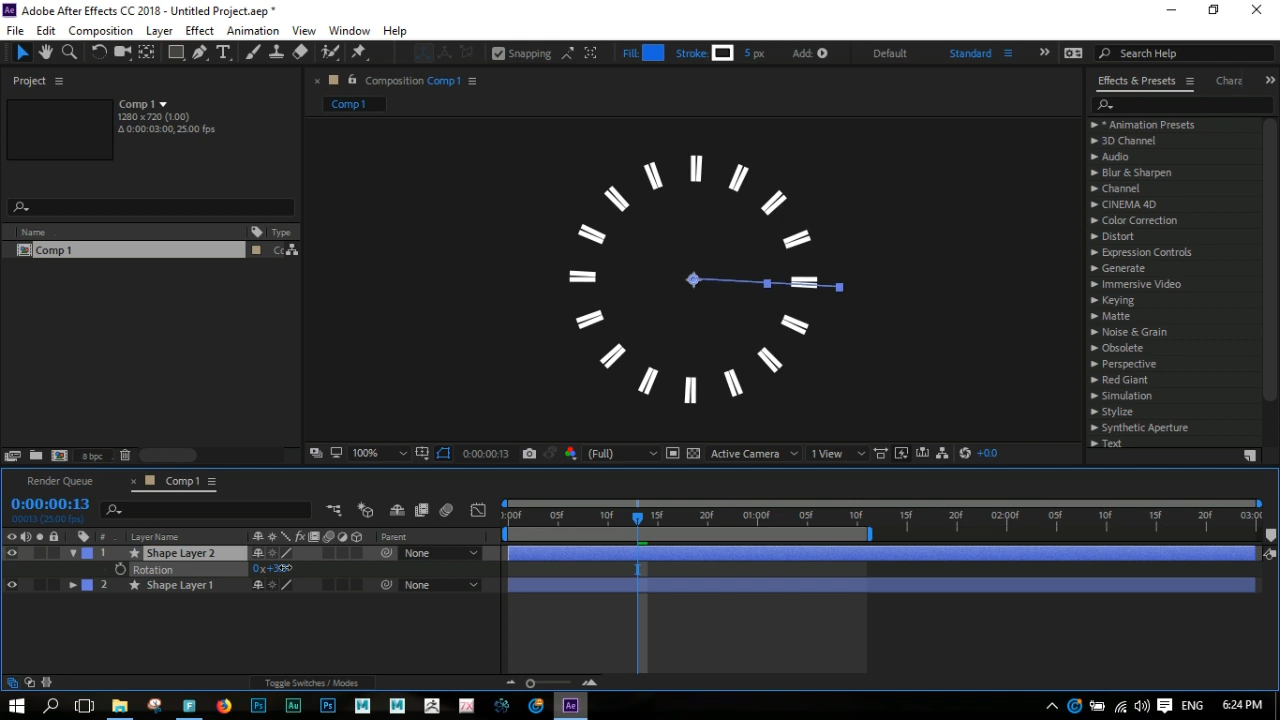 Adobe After Effects CC 2018 - Untitled Project.aep *
File Edit Composition Layer Effect Animation View Window Help
Snapping Fill: Stroke: 5 px Add: Default Standard Search Help
Project
Composition Comp 1
Effects & Presets Chara
Comp 1
1280 x 720 (1.00)
Δ 0:00:03:00, 25.00 fps
Comp 1
* Animation Presets
3D Channel
Audio
Blur & Sharpen
Channel
CINEMA 4D
Color Correction
Distort
Expression Controls
Generate
Immersive Video
Keying
Matte
Noise & Grain
Obsolete
Perspective
Red Giant
Simulation
Stylize
Synthetic Aperture
Text
Name Type
Comp 1
8 bpc
100% 0:00:00:13 (Full) Active Camera 1 View +0.0
Render Queue Comp 1
0:00:00:13
00013 (25.00 fps)
:00f 05f 10f 15f 20f 01:00f 05f 10f 15f 20f 02:00f 05f 10f 15f 20f 03:00
# Layer Name Parent
1 Shape Layer 2 None
Rotation
2 Shape Layer 1 None
Toggle Switches / Modes
6:24 PM